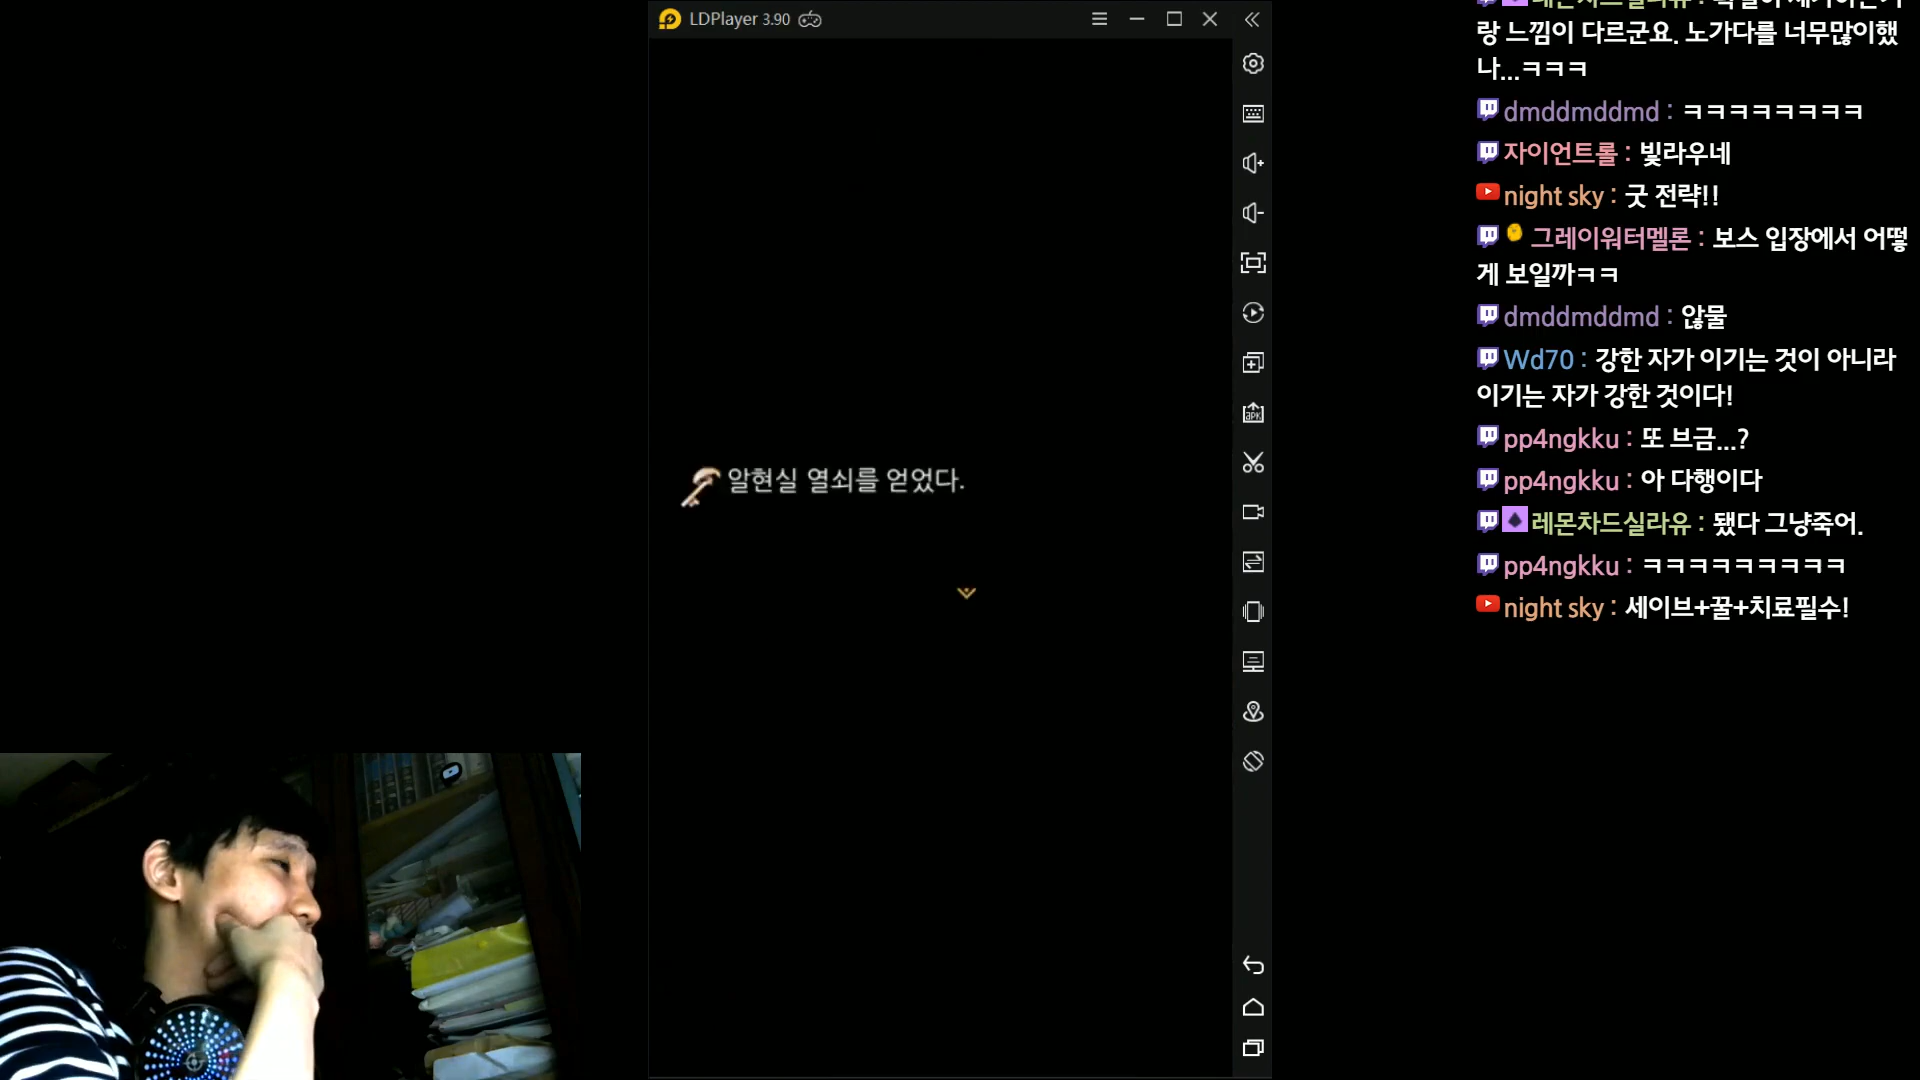 LDPlayer 3.90
알현실 열쇠를 얻었다.
랑 느낌이 다르군요. 노가다를 너무많이했
나...ㅋㅋㅋ
dmddmddmd : ㅋㅋㅋㅋㅋㅋㅋㅋ
자이언트롤 : 빛라우네
night sky : 굿 전략!!
그레이워터멜론 : 보스 입장에서 어떻
게 보일까ㅋㅋ
dmddmddmd : 않물
Wd70 : 강한 자가 이기는 것이 아니라
이기는 자가 강한 것이다!
pp4ngkku : 또 브금...?
pp4ngkku : 아 다행이다
레몬차드실라유 : 됐다 그냥죽어.
pp4ngkku : ㅋㅋㅋㅋㅋㅋㅋㅋㅋ
night sky : 세이브+꿀+치료필수!